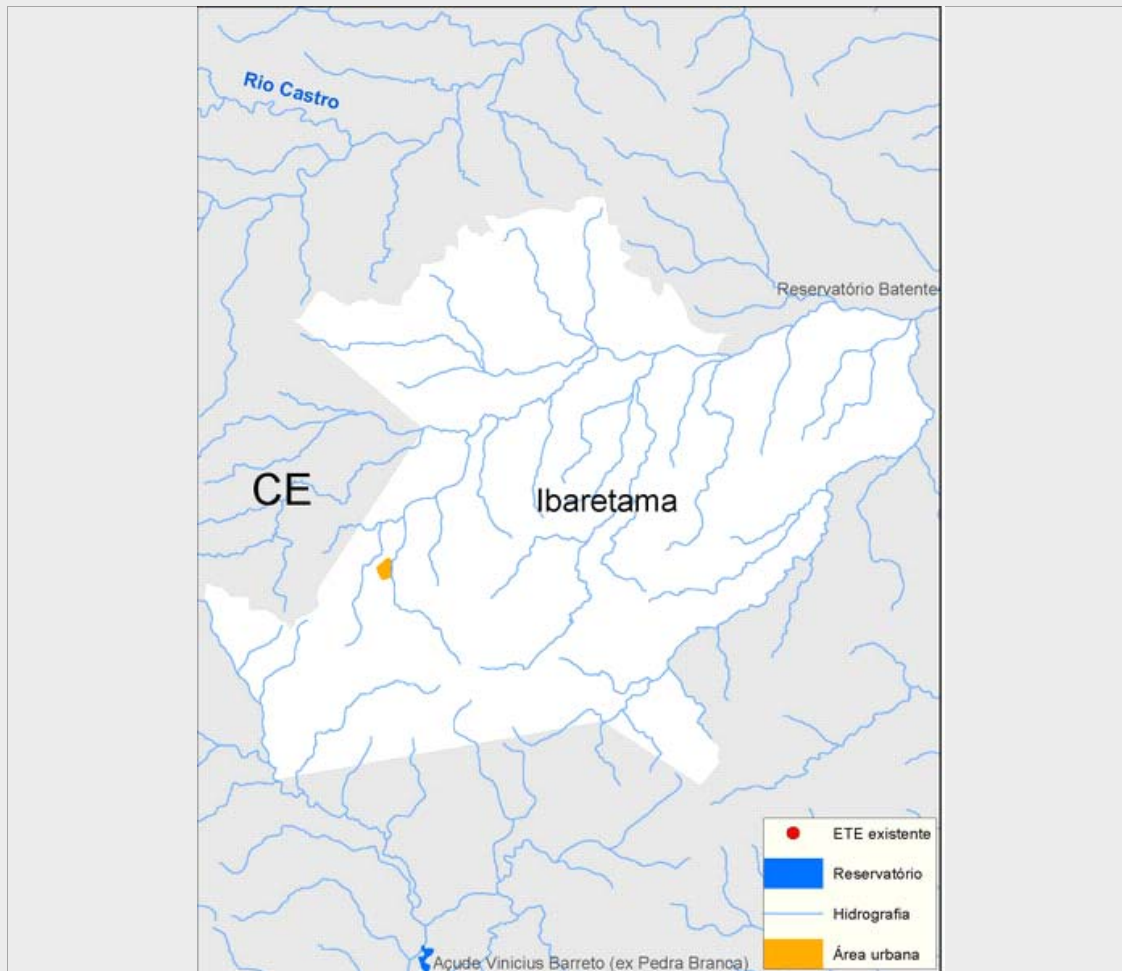 Rio Castro
Reservatório Batente
CE
Ibaretama
ETE existente
Reservatório
Hidrografia
Área urbana
Açude Vinicius Barreto (ex Pedra Branca)